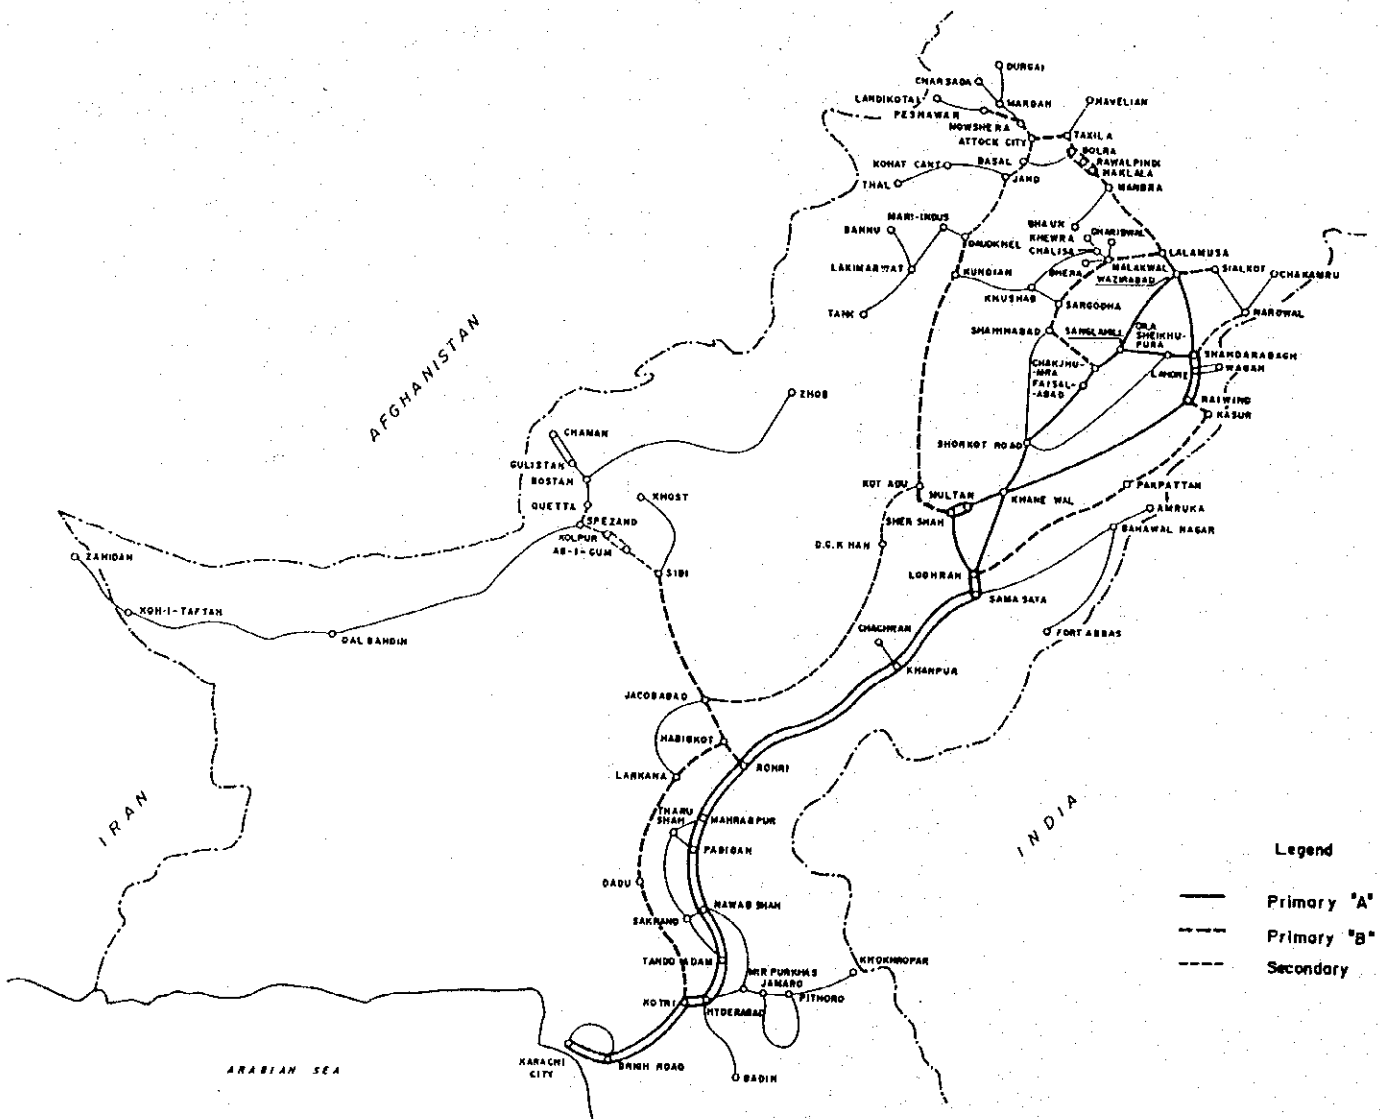 DURGAI
CHARSADA
LANDIKOTAL
MARDAN
HAVELIAN
PESHAWAR
NOWSHERA
TAXILA
ATTOCK CITY
GOLRA
KOHAT CANT
BASAL
RAWALPINDI
CHAKLALA
THAL
JAND
MANDRA
MARI-INDUS
BHAUN
BANNU
KHEWRA
GHARIBWAL
DAUDKHEL
CHALISA
LALAMUSA
LAKIMARWAT
KUNDIAN
BHERA
MALAKWAL
SIALKOT
CHAKAMRU
WAZIRABAD
KHUSHAB
SARGODHA
TANK
NAROWAL
SHAHINABAD
SANGLAHILL
QILA
SHEIKHU-
PURA
SHAHDARABAGH
AFGHANISTAN
CHAKJHU-
-MRA
LAHORE
WAGAH
FAISAL-
ABAD
ZHOB
RAIWIND
KASUR
CHAMAN
SHORKOT ROAD
GULISTAN
BOSTAN
KOT ADU
MULTAN
KHANE WAL
PAKPATTAN
KHOST
QUETTA
SHER SHAH
AMRUKA
SPEZAND
BAHAWAL NAGAR
KOLPUR
D.G.KHAN
AB-I-GUM
ZAHIDAN
SIBI
LODHRAN
SAMA SATA
KOH-I-TAFTAN
DAL BANDIN
CHACHRAN
FORT ABBAS
KHANPUR
JACOBABAD
HABIBKOT
ROHRI
LARKANA
IRAN
THARU
SHAH
MAHRABPUR
INDIA
PADIDAN
Legend
DADU
NAWAB SHAH
Primary "A"
SAKRAND
Primary "B"
TANDO ADAM
MIR PURKHAS
KHOKHROPAR
Secondary
JAMARO
PITHORO
KOTRI
HYDERABAD
KARACHI
CITY
BRNGH ROAD
BADIN
ARABIAN SEA